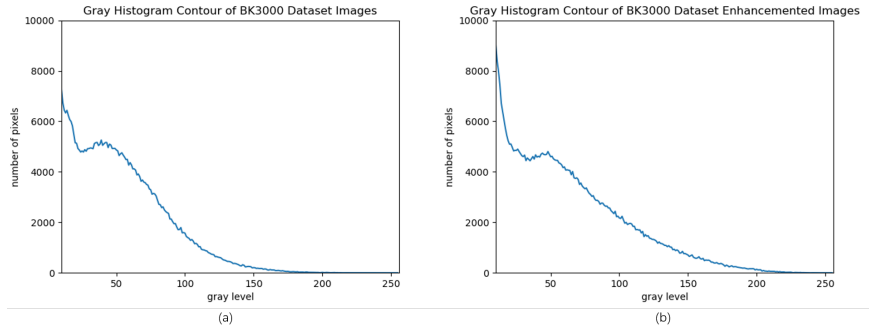 Gray Histogram Contour of BK3000 Dataset Images
10000
8000
6000
4000
2000
0
number of pixels
50
100
150
200
250
gray level
(a)
Gray Histogram Contour of BK3000 Dataset Enhancemented Images
10000
8000
6000
4000
2000
0
number of pixels
50
100
150
200
250
gray level
(b)